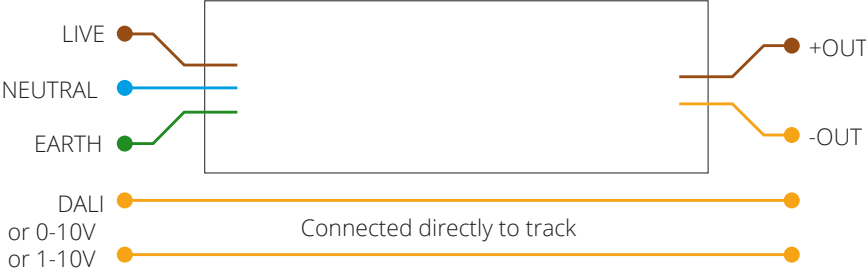 LIVE
+OUT
NEUTRAL
EARTH
-OUT
DALI
or 0-10V
or 1-10V
Connected directly to track